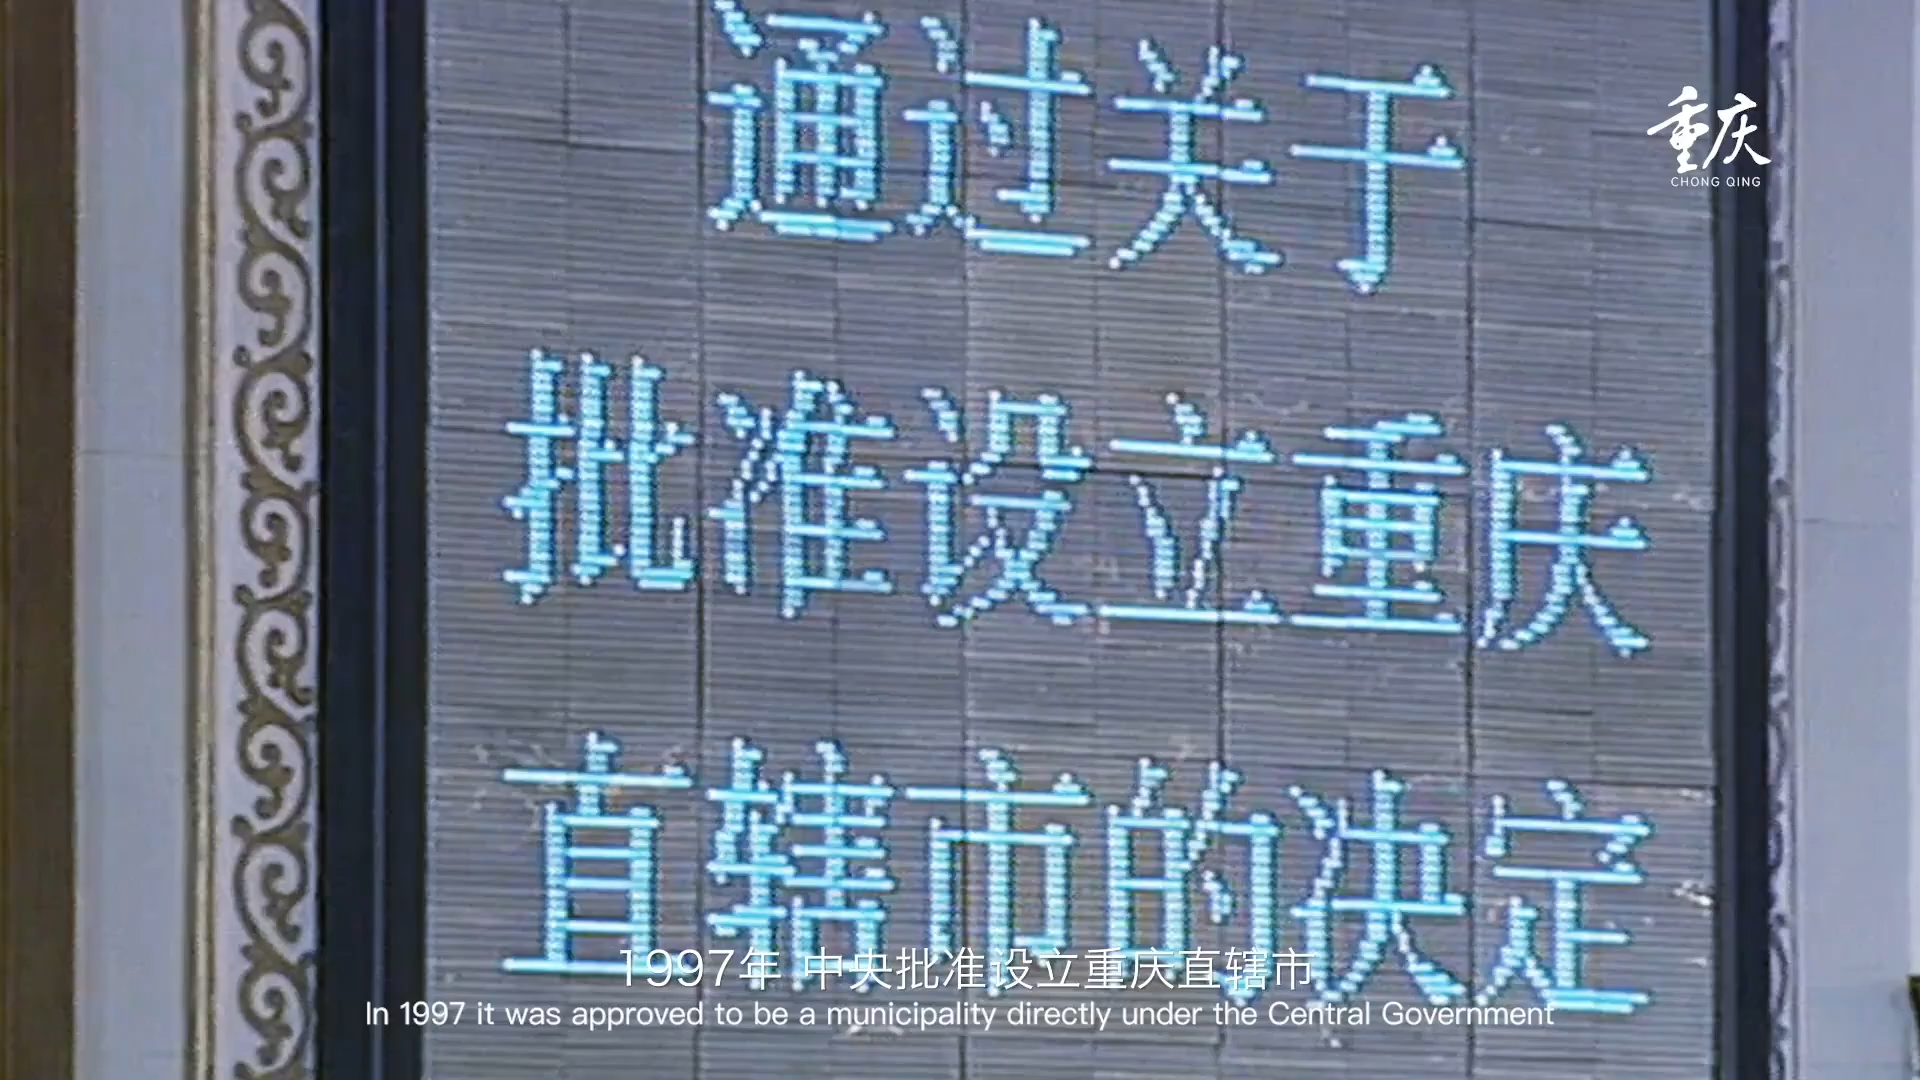 通过关于
重庆
CHONG QING
批准设立重庆
直辖市的决定
1997年 中央批准设立重庆直辖市
In 1997 it was approved to be a municipality directly under the Central Government